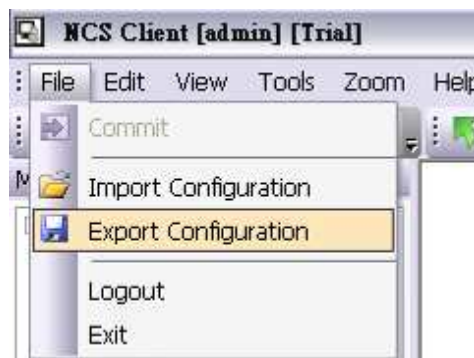 NCS Client [admin] [Trial]
File Edit View Tools Zoom Help
Commit
Import Configuration
Export Configuration
Logout
Exit